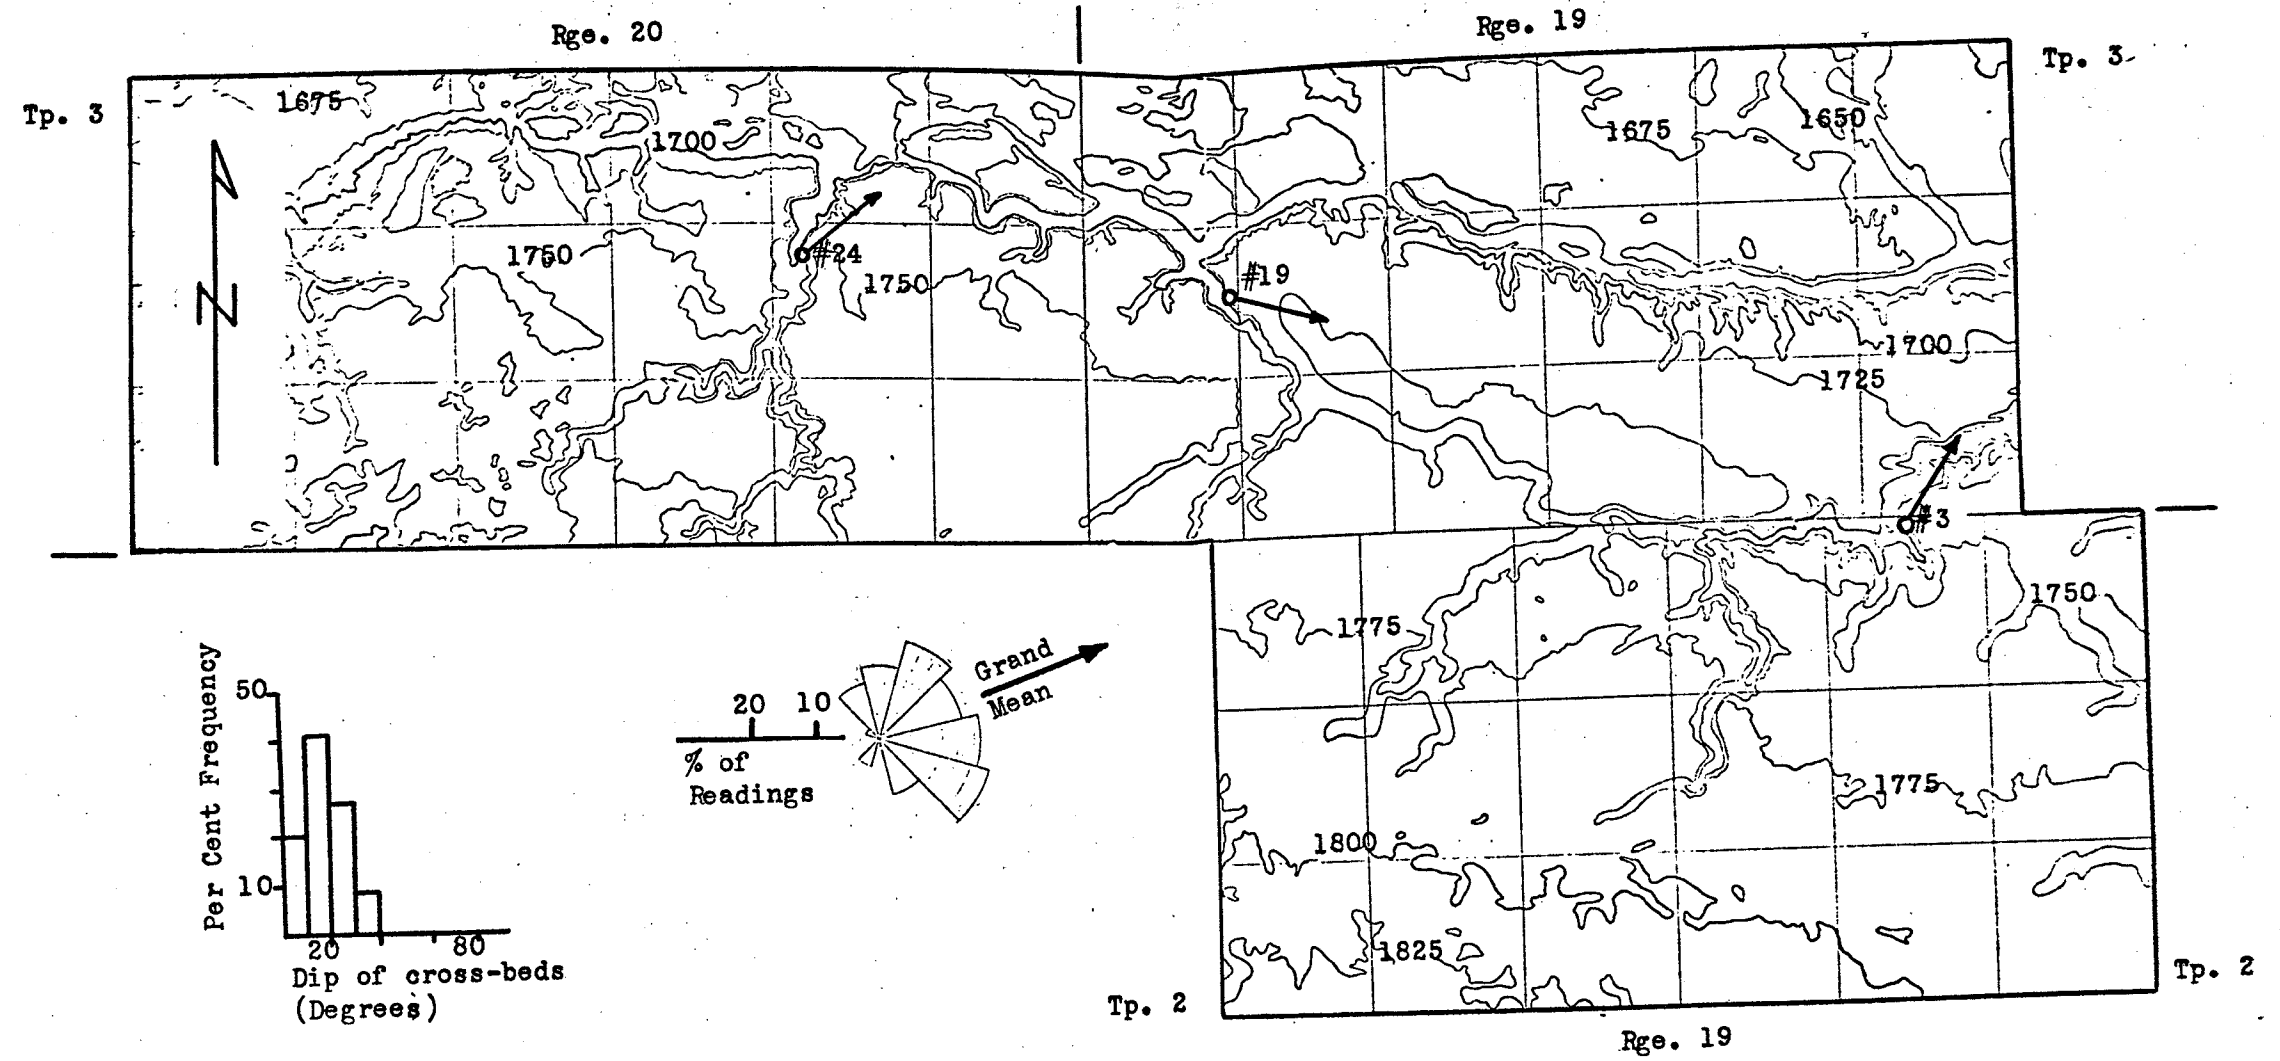 Rge. 20
Rge. 19
Tp. 3
Tp. 3
1675
1700
1675
1650
1750
#24
1750
#19
N
1700
1725
#3
1750
1775
1775
1800
1825
Per Cent Frequency
50
10
20
80
Dip of cross-beds
(Degrees)
20
10
% of
Readings
Grand
Mean
Tp. 2
Tp. 2
Rge. 19